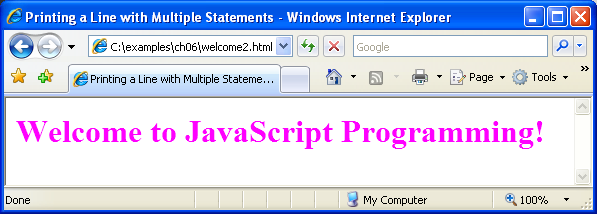 Printing a Line with Multiple Statements - Windows Internet Explorer
C:\examples\ch06\welcome2.html
Google
Printing a Line with Multiple Stateme...
Page
Tools
»
Welcome to JavaScript Programming!
Done
My Computer
100%